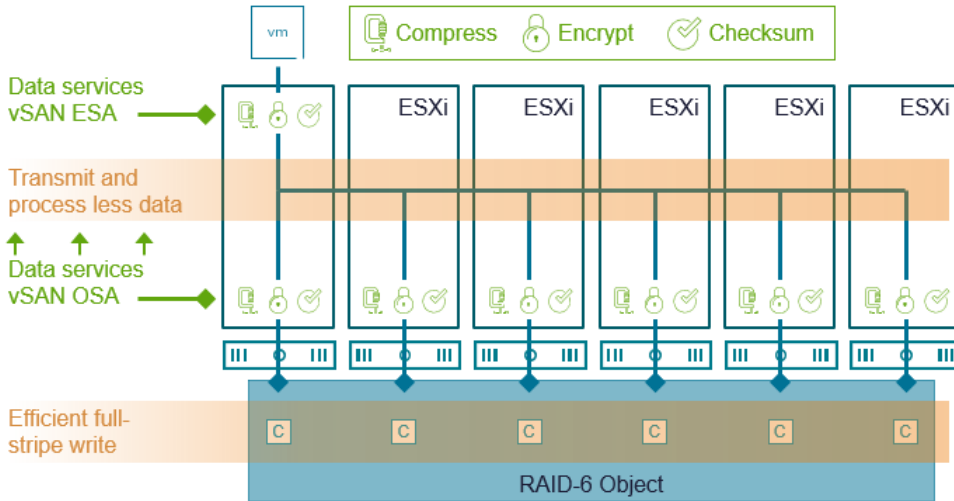 vm
Compress
Encrypt
Checksum
Data services
vSAN ESA
ESXi
ESXi
ESXi
ESXi
ESXi
Transmit and
process less data
Data services
vSAN OSA
Efficient full-
stripe write
C
C
C
C
C
C
RAID-6 Object